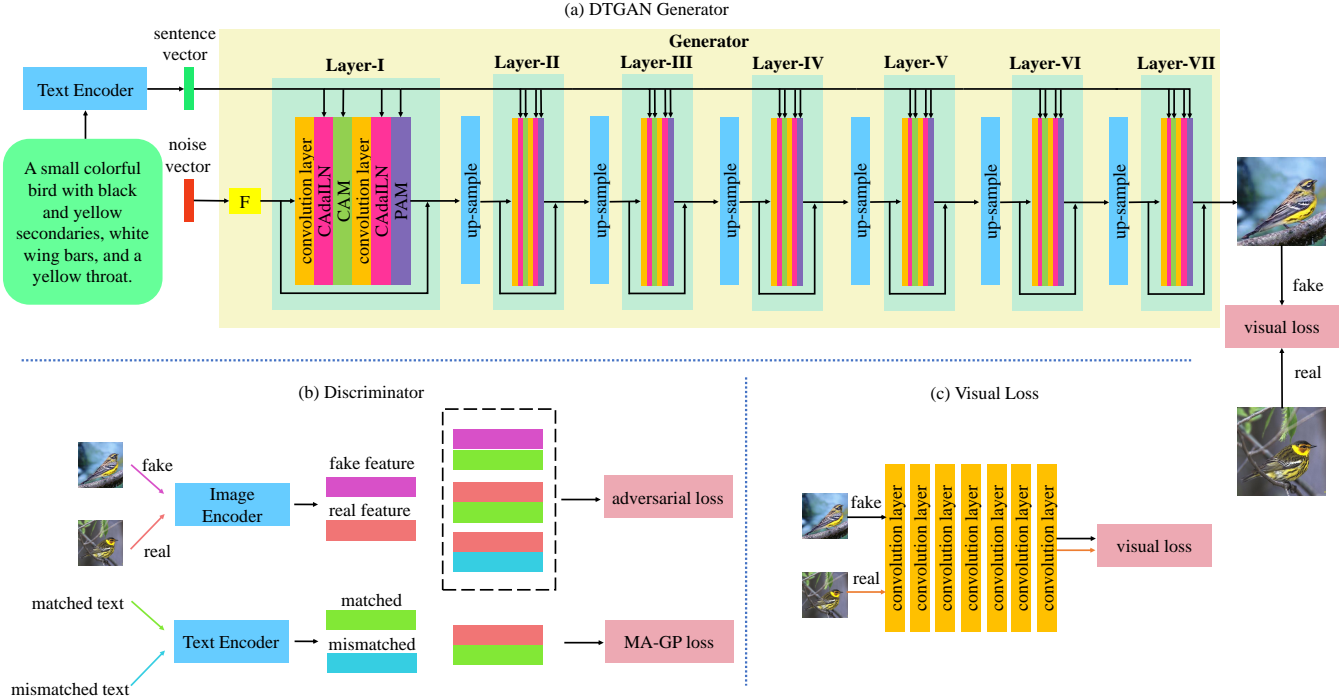 (a) DTGAN Generator
sentence
vector
Generator
Layer-I
Layer-II
Layer-III
Layer-IV
Layer-V
Layer-VI
Layer-VII
Text Encoder
noise
vector
A small colorful
bird with black
and yellow
secondaries, white
wing bars, and a
yellow throat.
F
convolution layer
CAdaILN
CAM
convolution layer
CAdaILN
PAM
up-sample
up-sample
up-sample
up-sample
up-sample
up-sample
fake
visual loss
real
(b) Discriminator
fake
real
Image
Encoder
fake feature
real feature
adversarial loss
matched text
mismatched text
Text Encoder
matched
mismatched
MA-GP loss
(c) Visual Loss
fake
real
convolution layer
convolution layer
convolution layer
convolution layer
convolution layer
convolution layer
convolution layer
visual loss